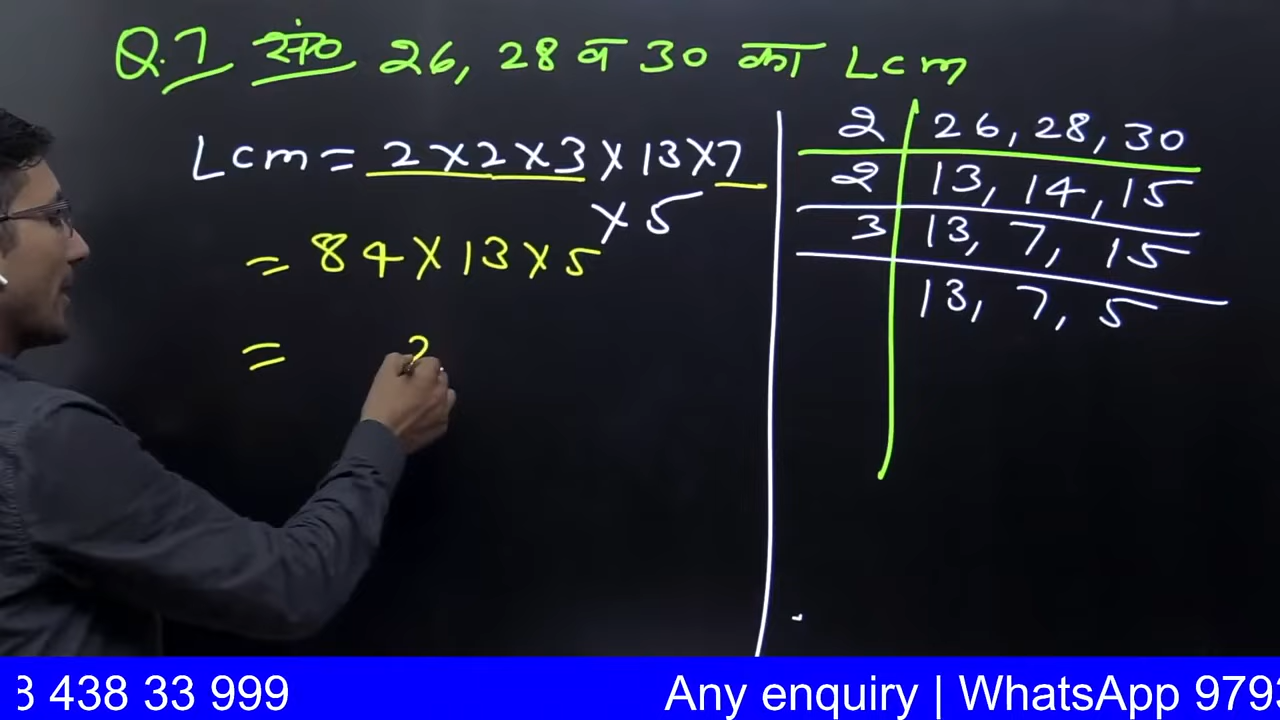 Q.7 सं० 26, 28 व 30 का Lcm
Lcm = 2 × 2 × 3 × 13 × 7
× 5
= 84 × 13 × 5
=
2 | 26, 28, 30
2 | 13, 14, 15
3 | 13, 7, 15
13, 7, 5
438 33 999
Any enquiry | WhatsApp 979